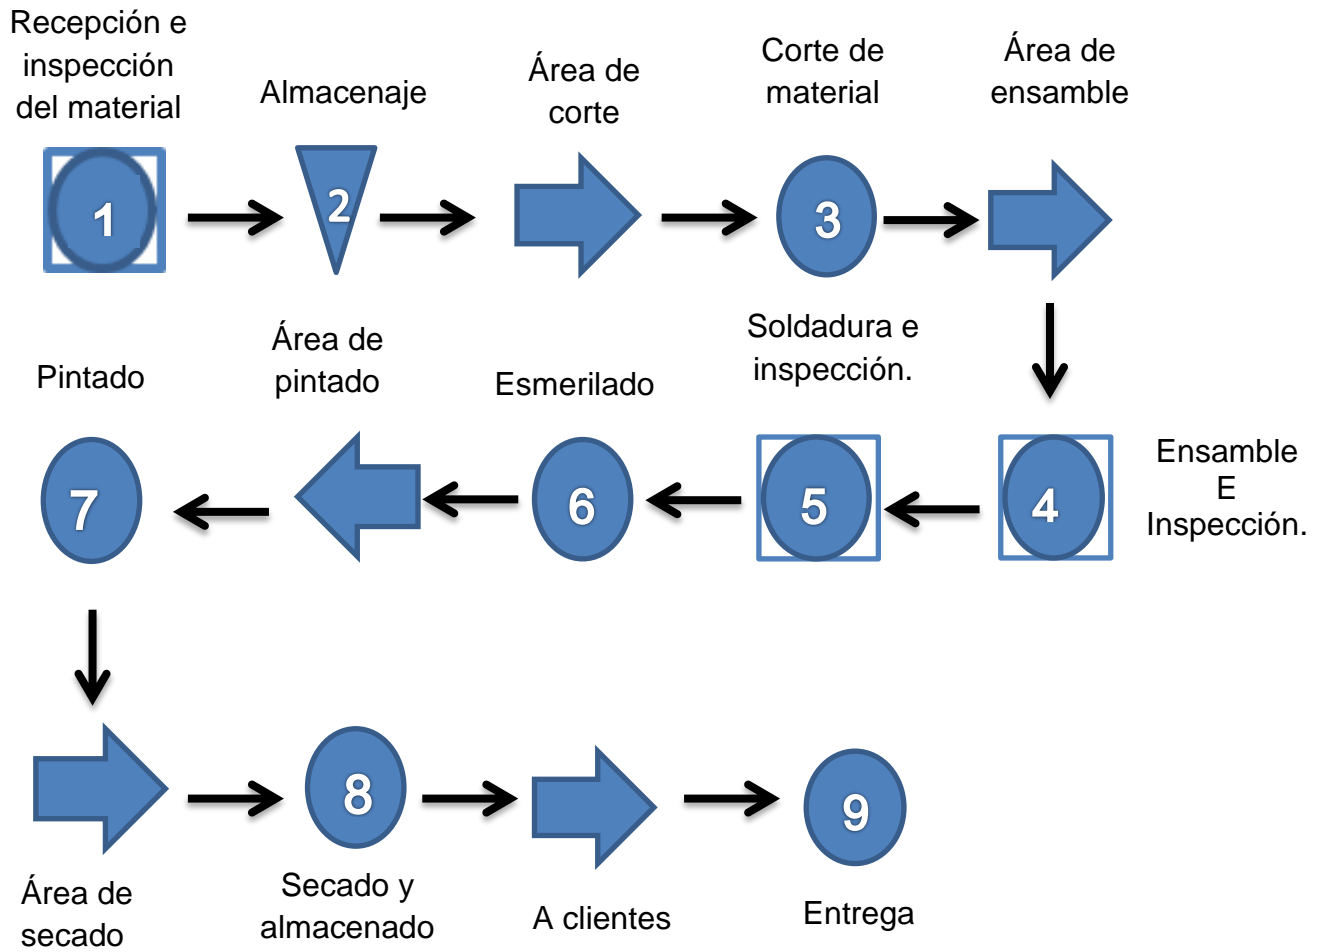 Recepción e
inspección
del material
Almacenaje
Área de
corte
Corte de
material
Área de
ensamble
1
2
3
Pintado
Área de
pintado
Esmerilado
Soldadura e
inspección.
Ensamble
E
Inspección.
7
6
5
4
8
9
Área de
secado
Secado y
almacenado
A clientes
Entrega